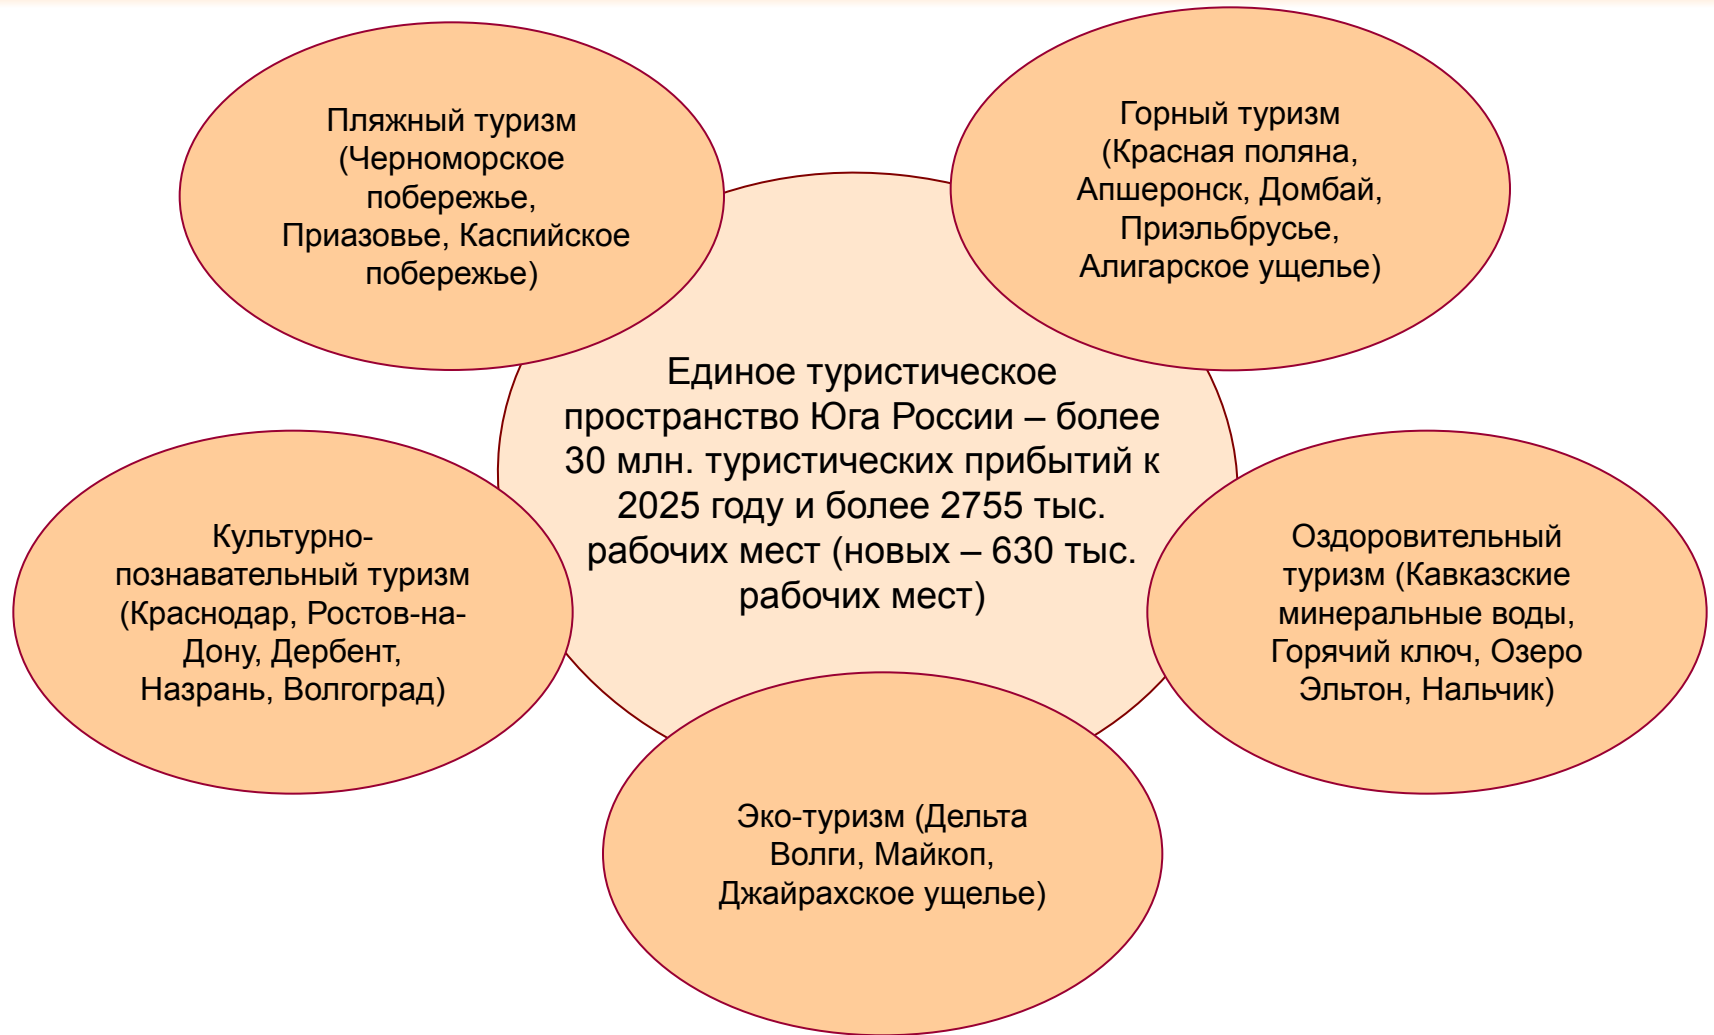 Пляжный туризм
(Черноморское
побережье,
Приазовье, Каспийское
побережье)
Горный туризм
(Красная поляна,
Апшеронск, Домбай,
Приэльбрусье,
Алигарское ущелье)
Единое туристическое
пространство Юга России – более
30 млн. туристических прибытий к
2025 году и более 2755 тыс.
рабочих мест (новых – 630 тыс.
рабочих мест)
Культурно-
познавательный туризм
(Краснодар, Ростов-на-
Дону, Дербент,
Назрань, Волгоград)
Оздоровительный
туризм (Кавказские
минеральные воды,
Горячий ключ, Озеро
Эльтон, Нальчик)
Эко-туризм (Дельта
Волги, Майкоп,
Джайрахское ущелье)